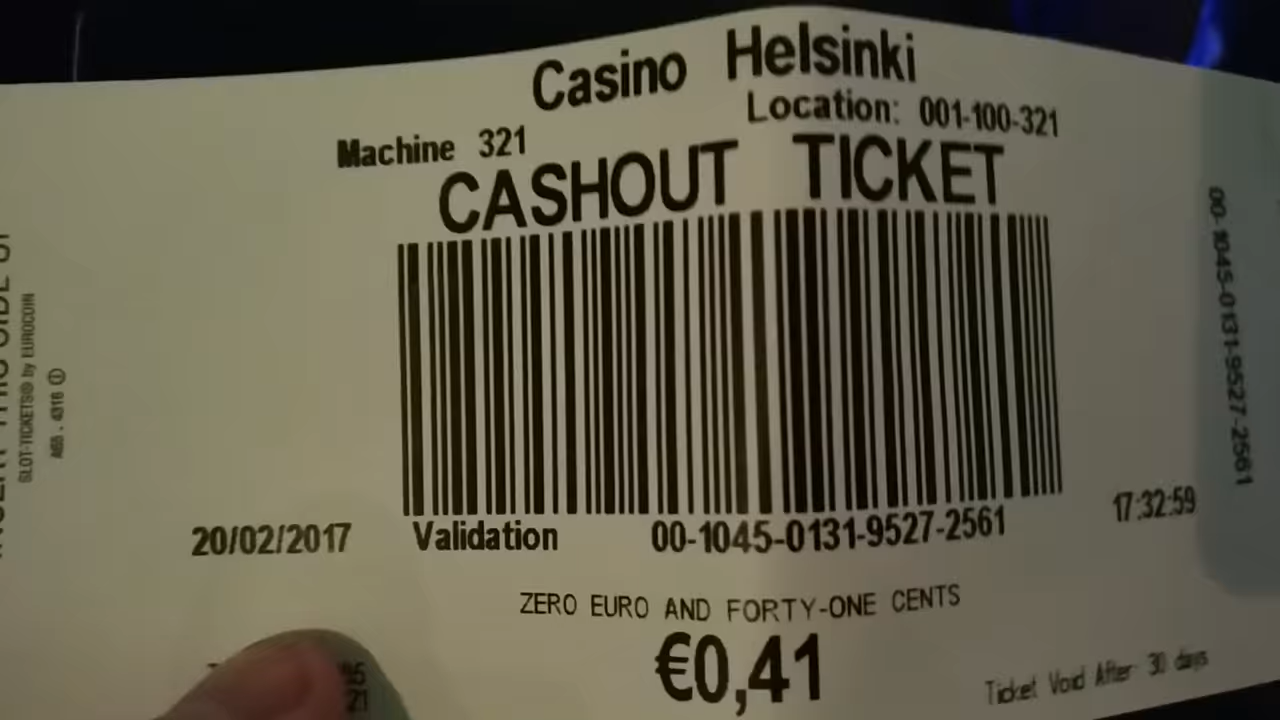 Casino Helsinki
Location: 001-100-321
Machine 321
CASHOUT TICKET
00-1045-0131-9527-2561
SLOT-TICKETS® by EUROCOIN
20/02/2017 Validation 00-1045-0131-9527-2561 17:32:59
ZERO EURO AND FORTY-ONE CENTS
€0,41
Ticket Void After 30 days
21